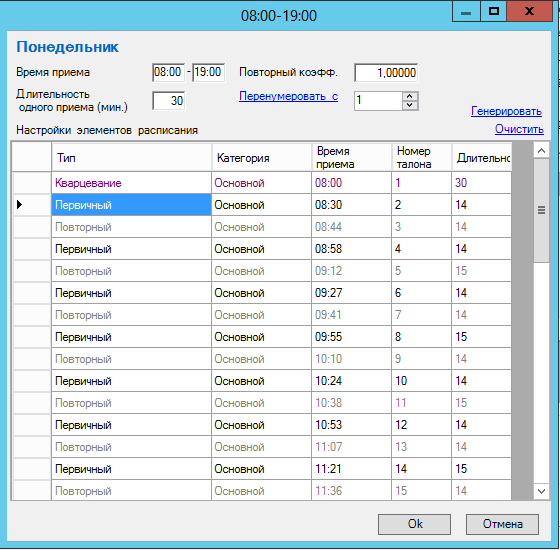 08:00-19:00
Понедельник
Время приема 08:00 - 19:00 Повторный коэфф. 1,00000
Длительность
одного приема (мин.) 30 Перенумеровать с 1
Генерировать
Настройки элементов расписания Очистить
Тип Категория Время приема Номер талона Длительнс
Кварцевание Основной 08:00 1 30
Первичный Основной 08:30 2 14
Повторный Основной 08:44 3 14
Первичный Основной 08:58 4 14
Повторный Основной 09:12 5 15
Первичный Основной 09:27 6 14
Повторный Основной 09:41 7 14
Первичный Основной 09:55 8 15
Повторный Основной 10:10 9 14
Первичный Основной 10:24 10 14
Повторный Основной 10:38 11 15
Первичный Основной 10:53 12 14
Повторный Основной 11:07 13 14
Первичный Основной 11:21 14 15
Повторный Основной 11:36 15 14
Ok Отмена